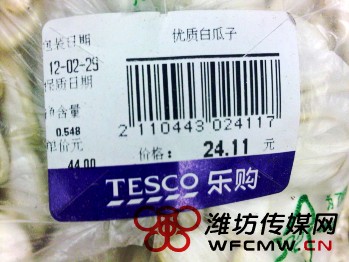 优质白瓜子
包装日期
12-02-29
保质日期
净含量
0.548
单价元
44.00
2 110443 024117
价格: 24.11 元
TESCO 乐购
潍坊传媒网
WFCMW.CN